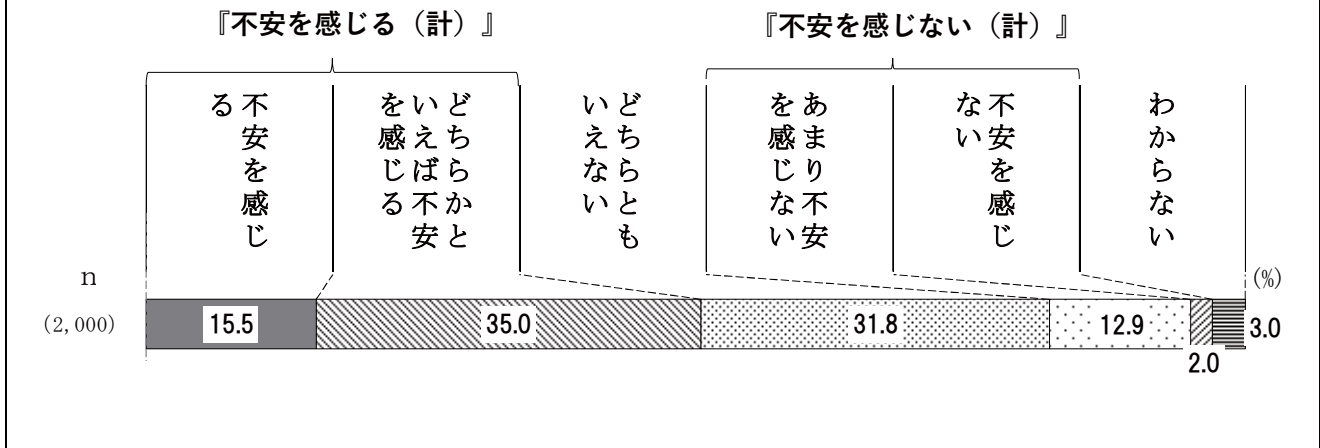 『不安を感じる（計）』
『不安を感じない（計）』
不安を感じ
る
どちらかと
いえば不安
を感じる
どちらとも
いえない
あまり不安
を感じない
不安を感じ
ない
わからない
n
(%)
(2,000)
15.5
35.0
31.8
12.9
2.0
3.0